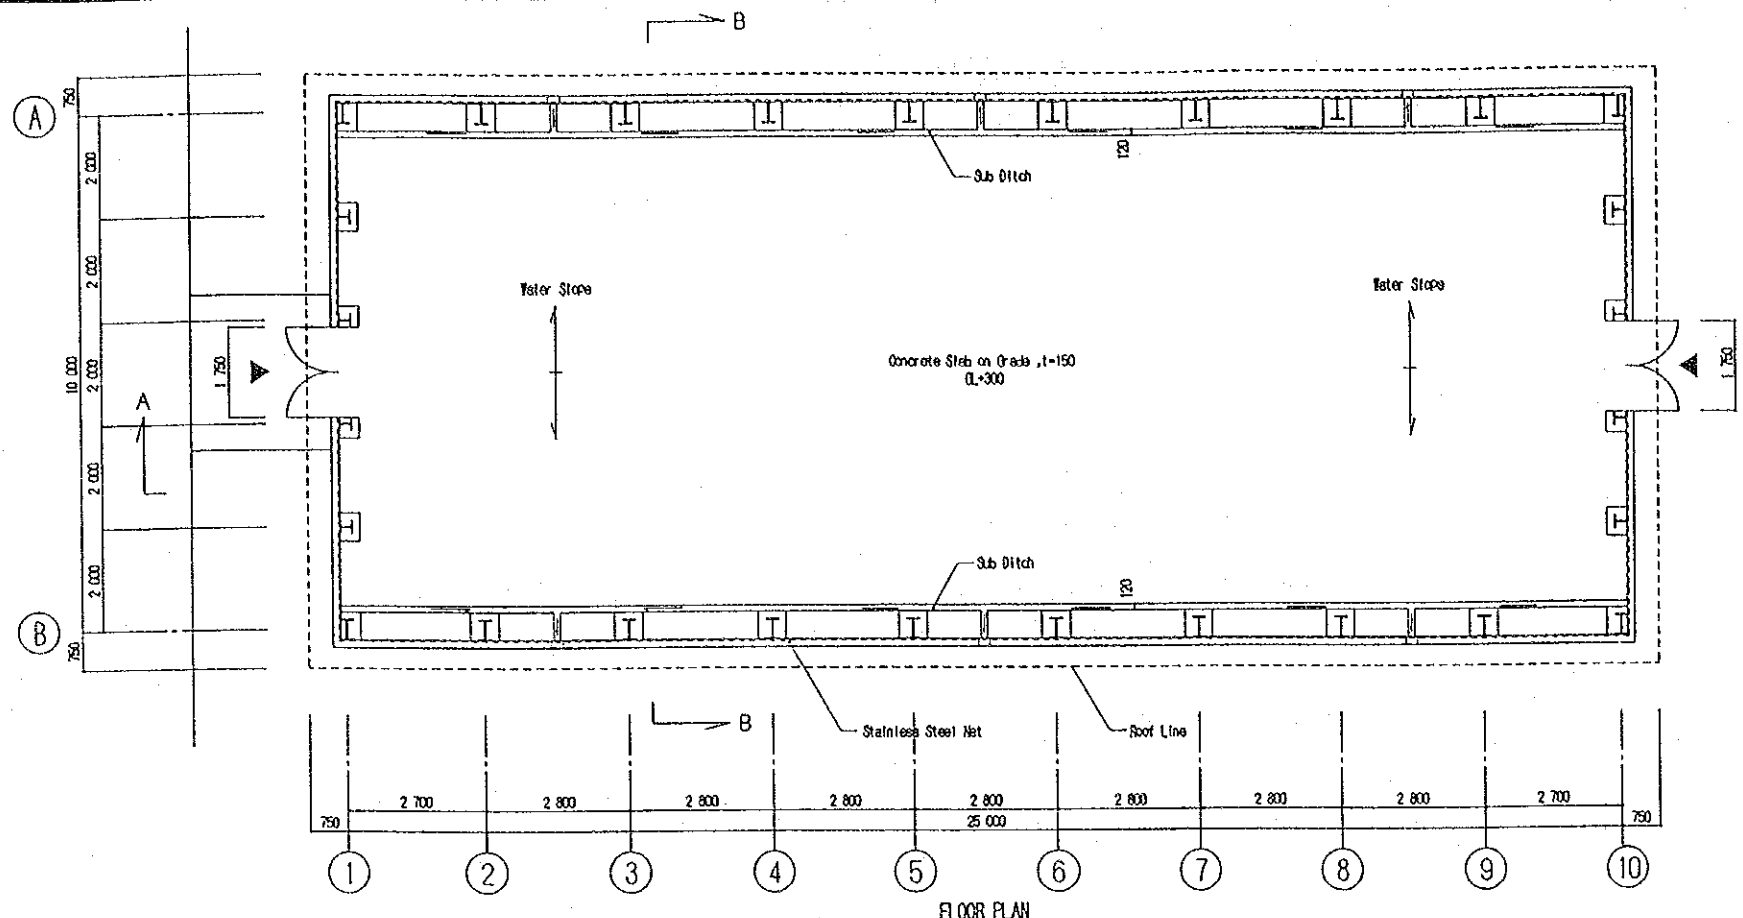 B
A
750
2 000
120
Sub Ditch
2 000
Water Slope
Water Slope
1 750
10 000
2 000
Concrete Slab on Grade , t=150
GL+300
1 750
A
2 000
2 000
Sub Ditch
120
B
750
B
Stainless Steel Net
Roof Line
2 700
2 800
2 800
2 800
2 800
2 800
2 800
2 800
2 700
750
25 000
750
1
2
3
4
5
6
7
8
9
10
FLOOR PLAN